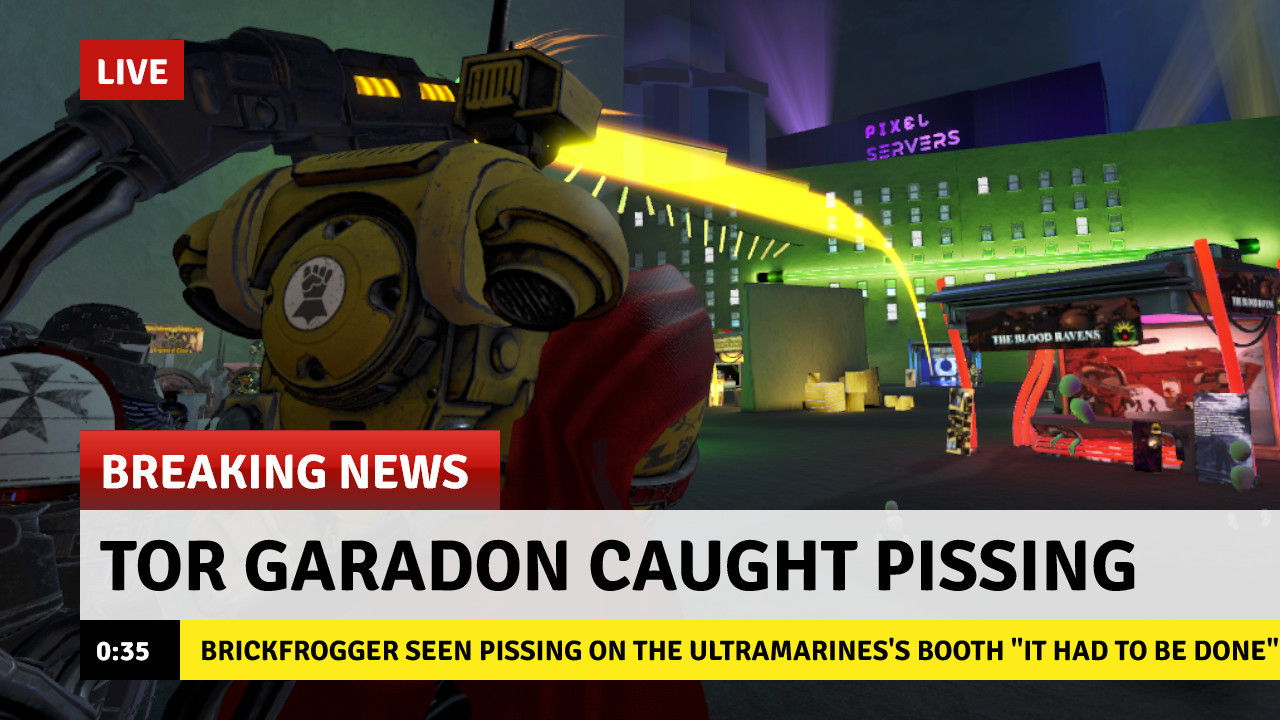 LIVE
PIXEL
SERVERS
THE BLOOD RAVENS
BREAKING NEWS
TOR GARADON CAUGHT PISSING
0:35
BRICKFROGGER SEEN PISSING ON THE ULTRAMARINES'S BOOTH "IT HAD TO BE DONE"